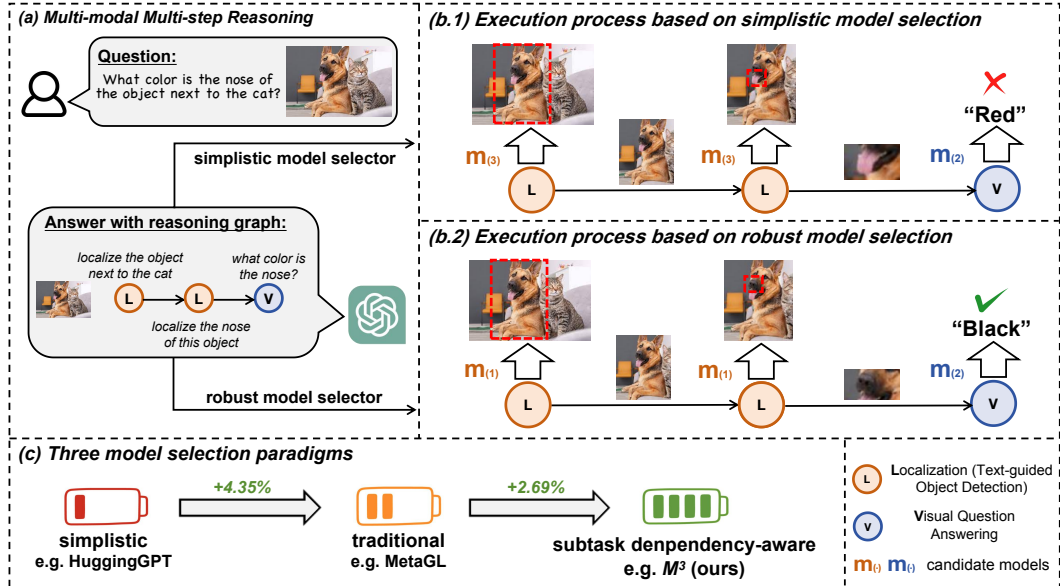 (a) Multi-modal Multi-step Reasoning
Question:
What color is the nose of
the object next to the cat?
simplistic model selector
Answer with reasoning graph:
localize the object
next to the cat
what color is
the nose?
L
L
V
localize the nose
of this object
robust model selector
(b.1) Execution process based on simplistic model selection
"Red"
m(3)
m(3)
m(2)
L
L
V
(b.2) Execution process based on robust model selection
"Black"
m(1)
m(1)
m(2)
L
L
V
(c) Three model selection paradigms
+4.35%
+2.69%
simplistic
e.g. HuggingGPT
traditional
e.g. MetaGL
subtask denpendency-aware
e.g. M³ (ours)
L
Localization (Text-guided
Object Detection)
V
Visual Question
Answering
m(·) m(·) candidate models